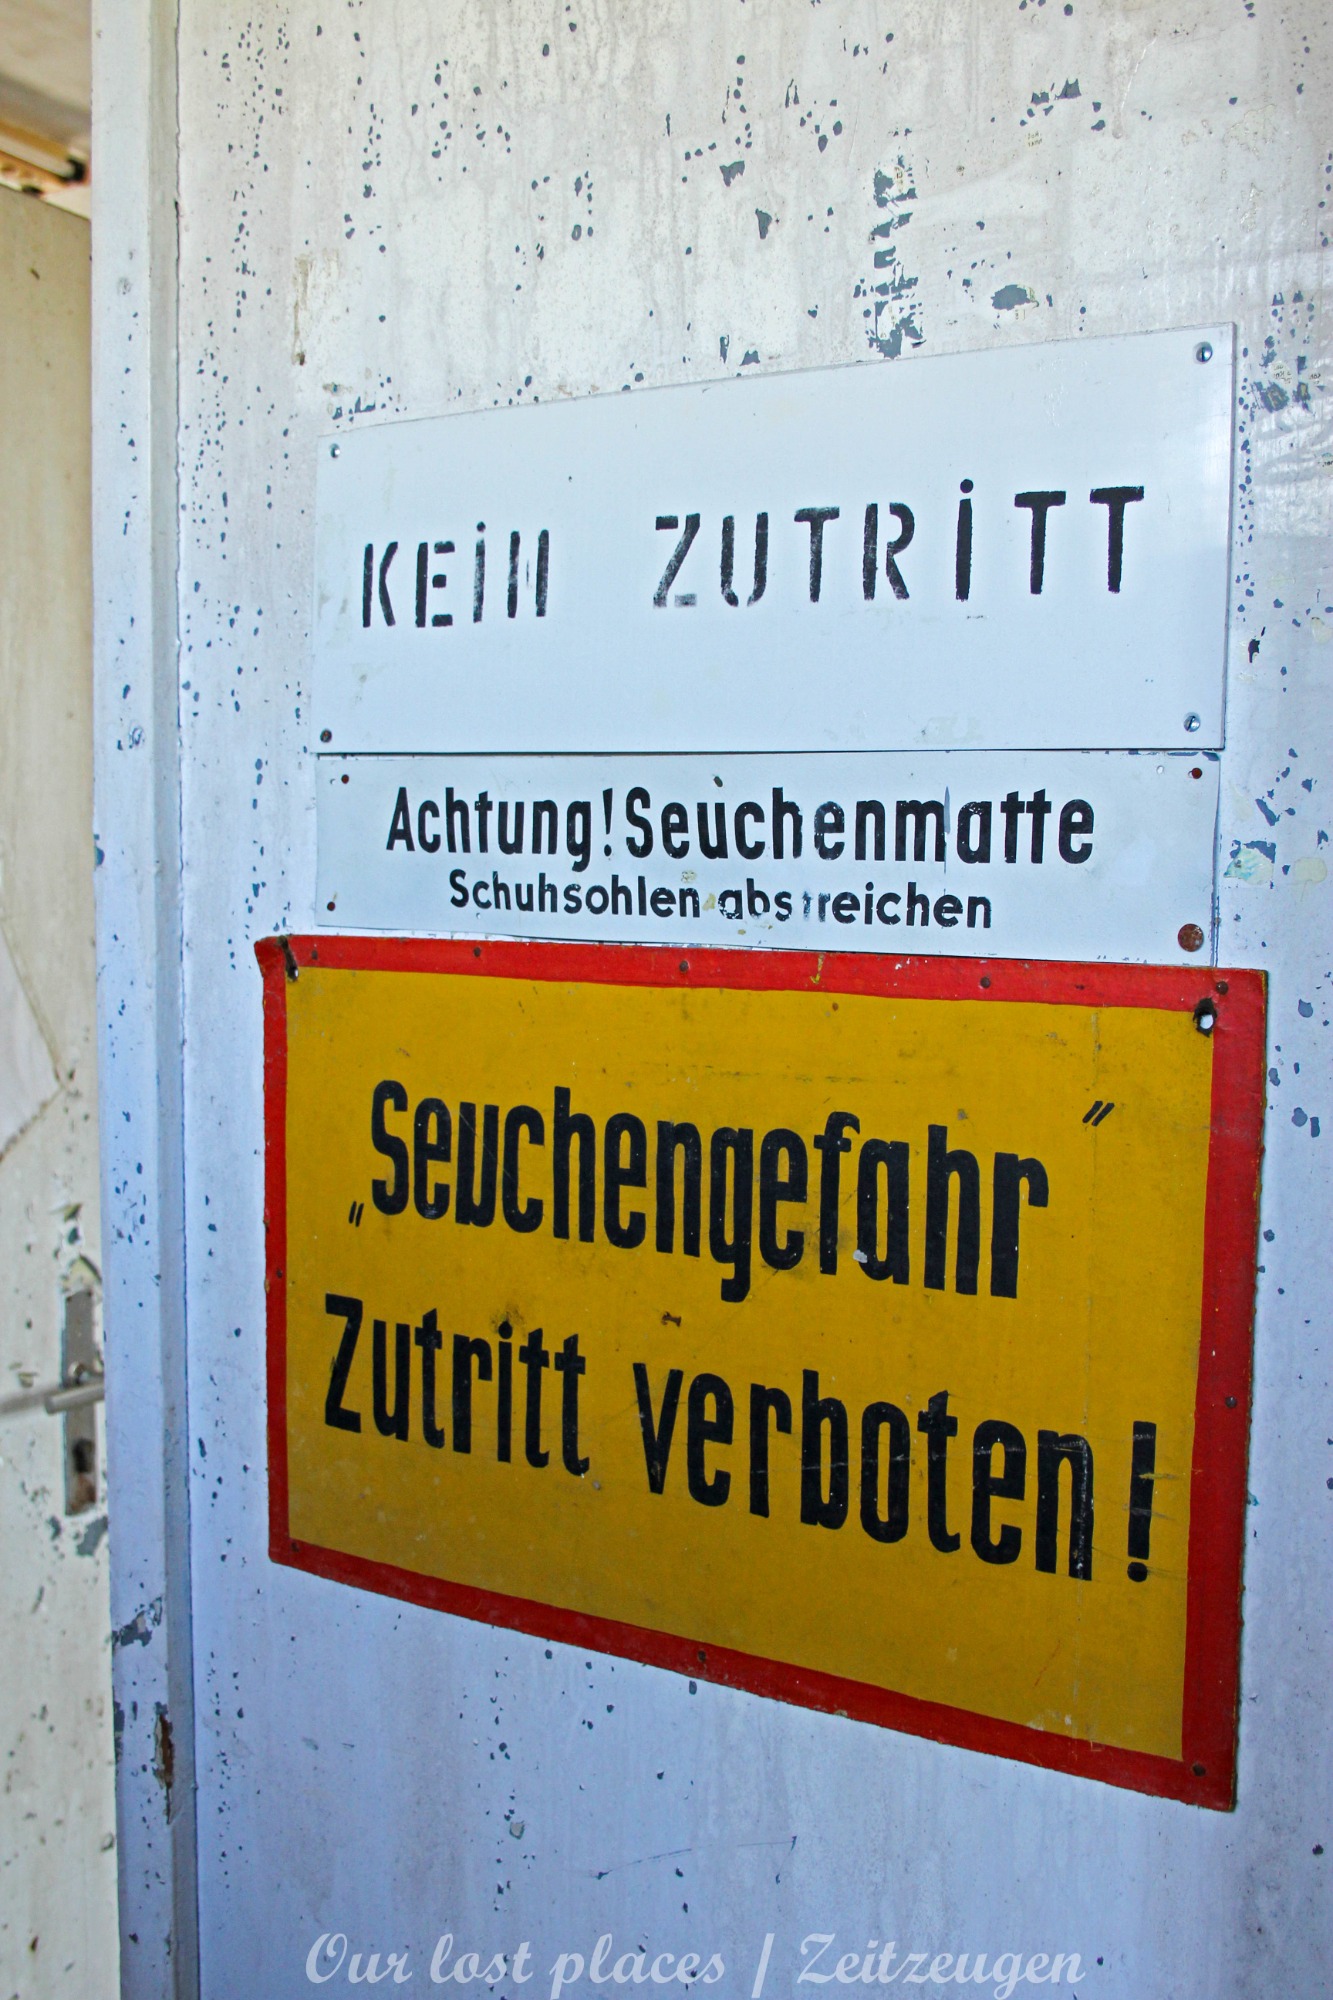 KEiN ZUTRiTT
Achtung! Seuchenmatte
Schuhsohlen abstreichen
„Seuchengefahr"
Zutritt verboten!
Our lost places / Zeitzeugen